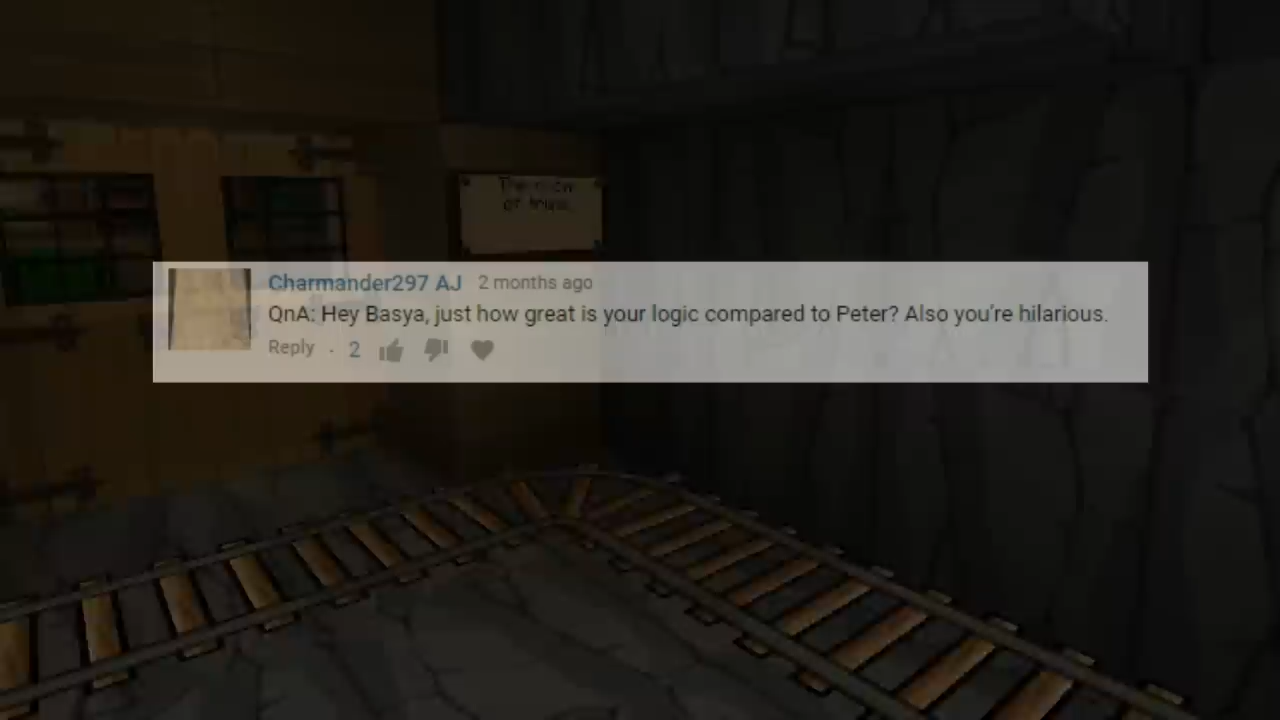 Charmander297 AJ 2 months ago
QnA: Hey Basya, just how great is your logic compared to Peter? Also you're hilarious.
Reply · 2